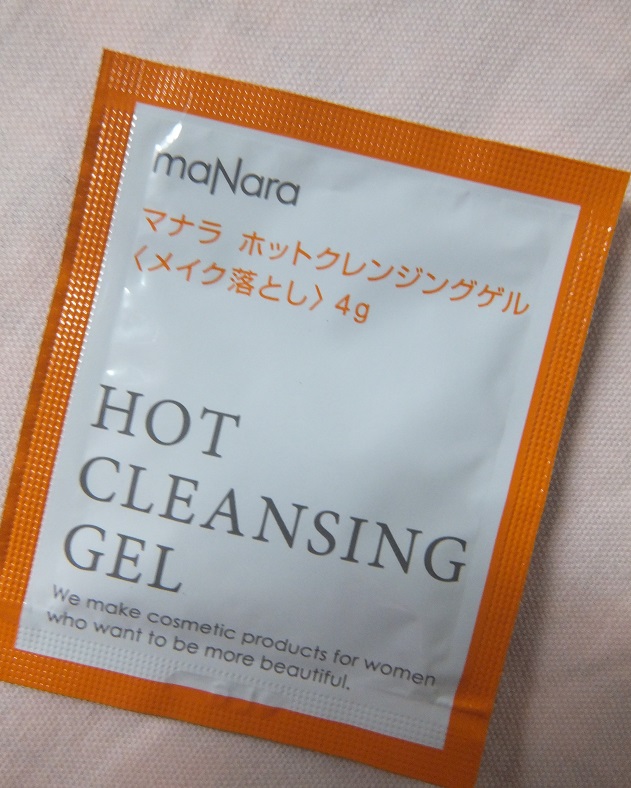 maNara
マナラ ホットクレンジングゲル
〈メイク落とし〉4g
HOT
CLEANSING
GEL
We make cosmetic products for women
who want to be more beautiful.